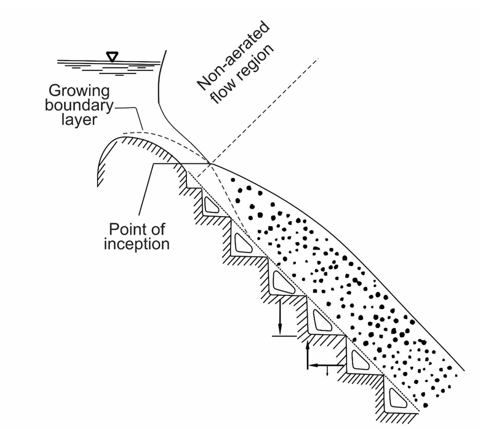 Non-aerated
flow region
Growing
boundary
layer
Point of
inception